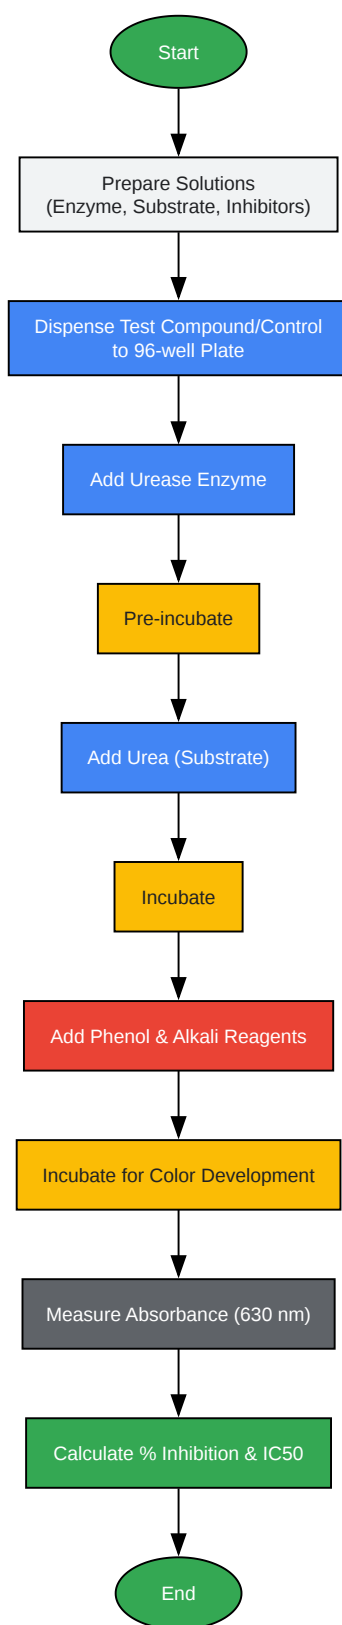 Start
Prepare Solutions
(Enzyme, Substrate, Inhibitors)
Dispense Test Compound/Control
to 96-well Plate
Add Urease Enzyme
Pre-incubate
Add Urea (Substrate)
Incubate
Add Phenol & Alkali Reagents
Incubate for Color Development
Measure Absorbance (630 nm)
Calculate % Inhibition & IC50
End